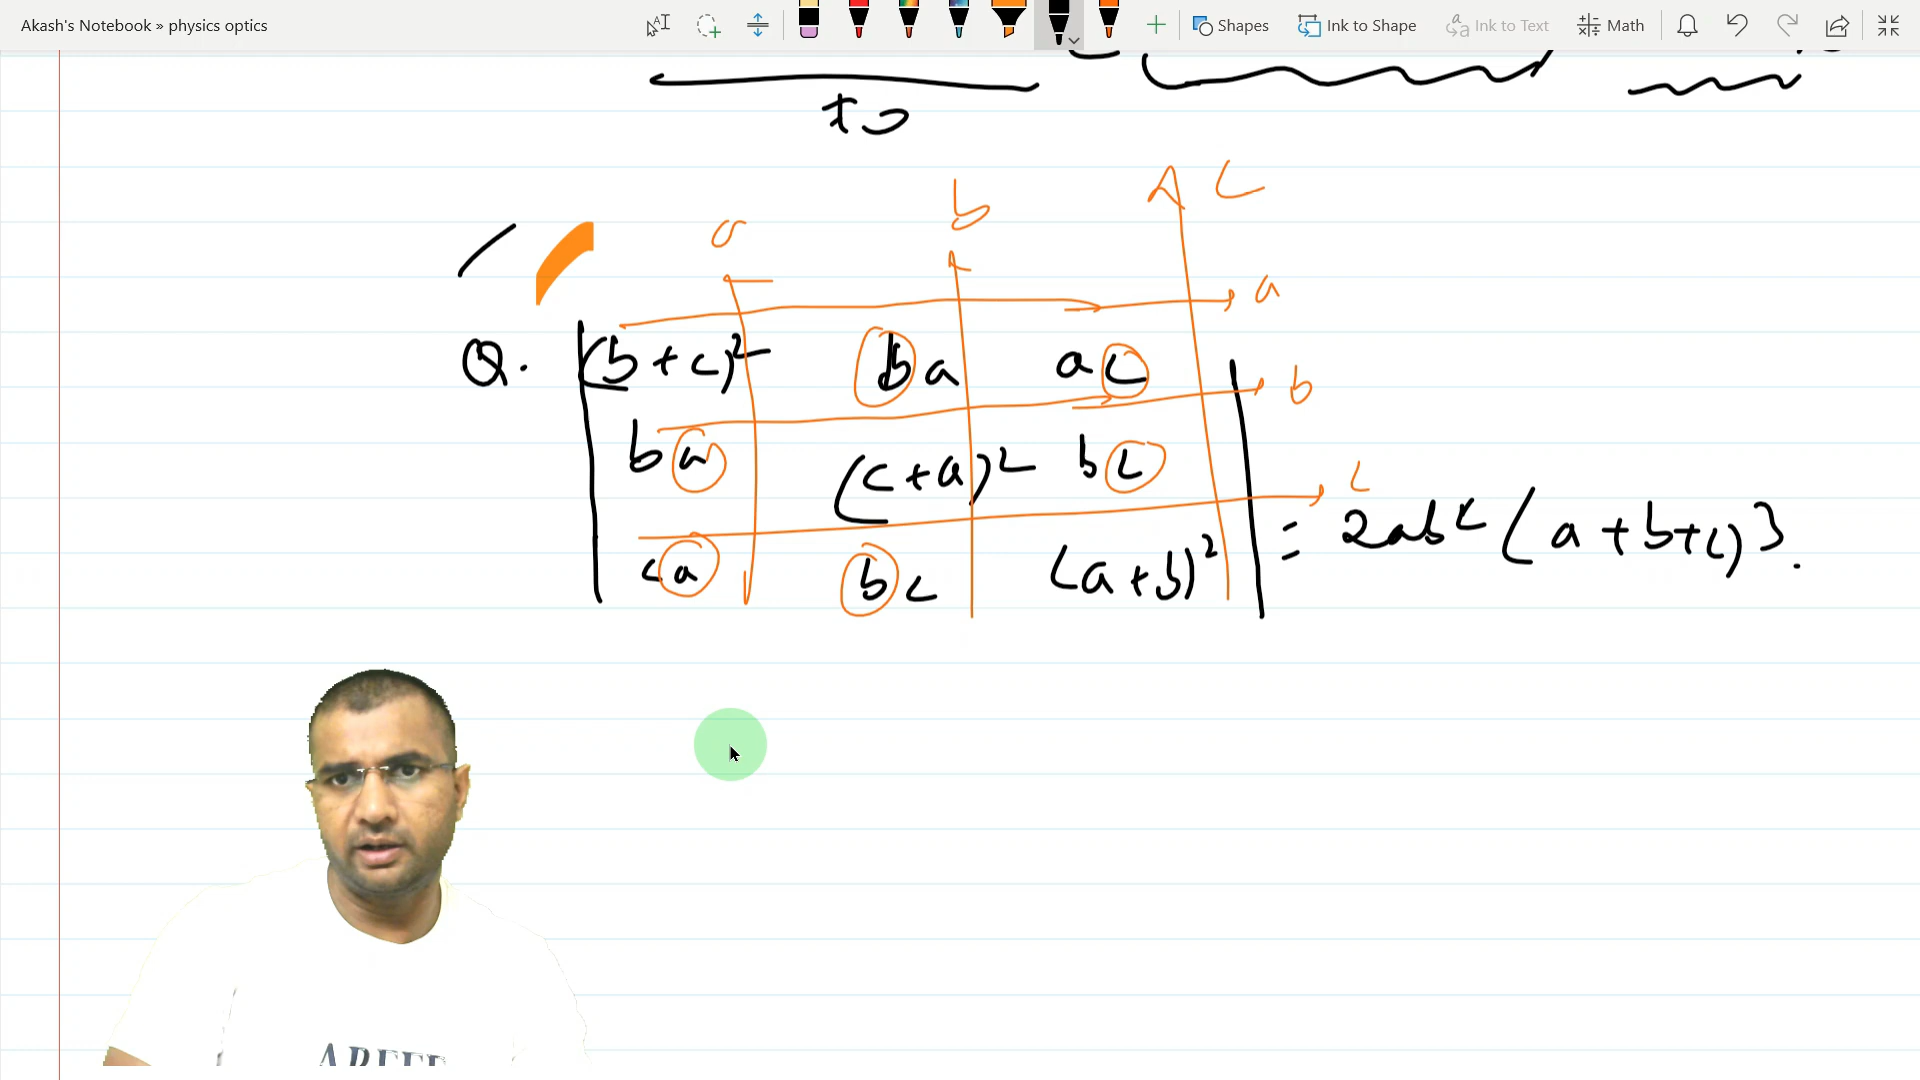 Akash's Notebook » physics optics
Shapes Ink to Shape Ink to Text Math
to
a b c
a
Q. (b+c)² ba ac
b
ba (c+a)² bc
c
ca bc (a+b)² = 2abc (a+b+c)3.